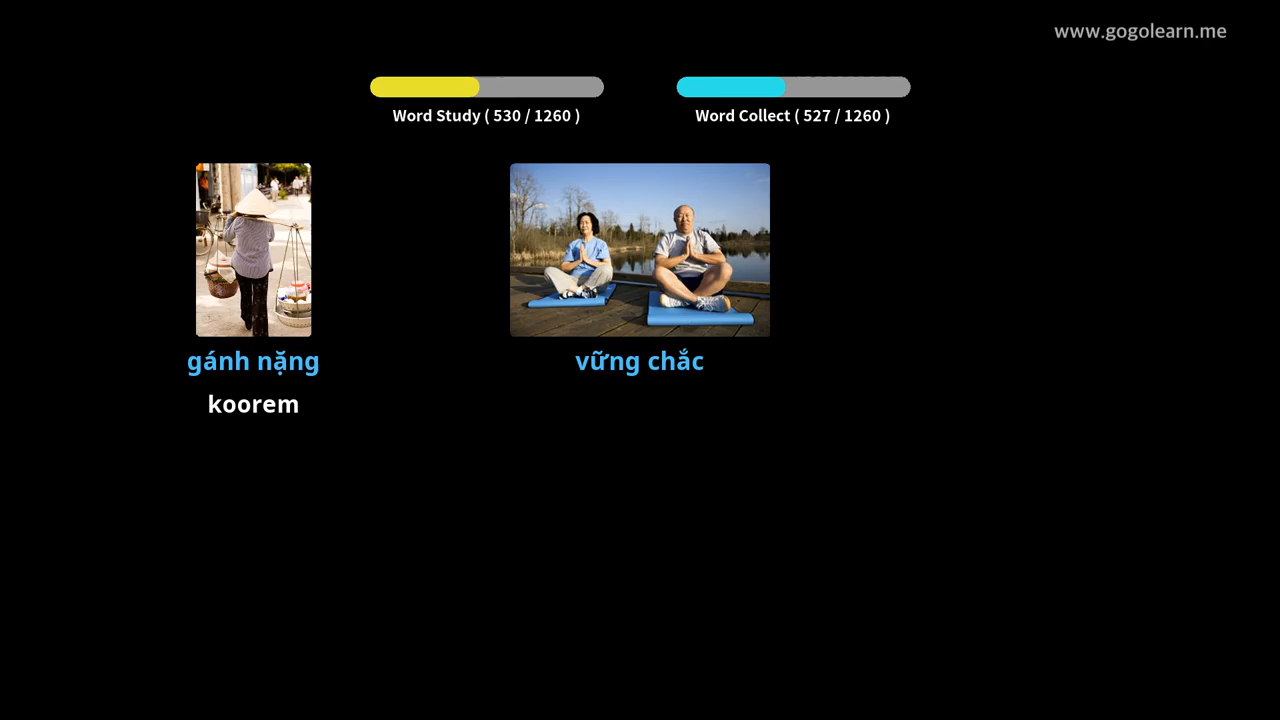 www.gogolearn.me
Word Study ( 530 / 1260 )
Word Collect ( 527 / 1260 )
gánh nặng
vững chắc
koorem